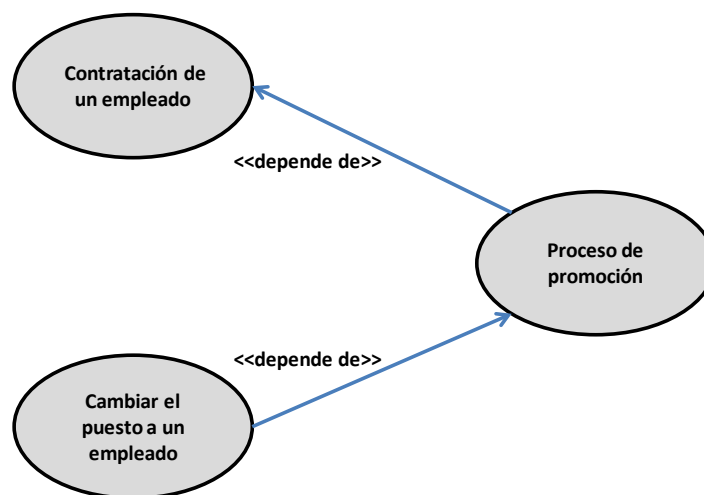 Contratación de
un empleado
<<depende de>>
Proceso de
promoción
<<depende de>>
Cambiar el
puesto a un
empleado